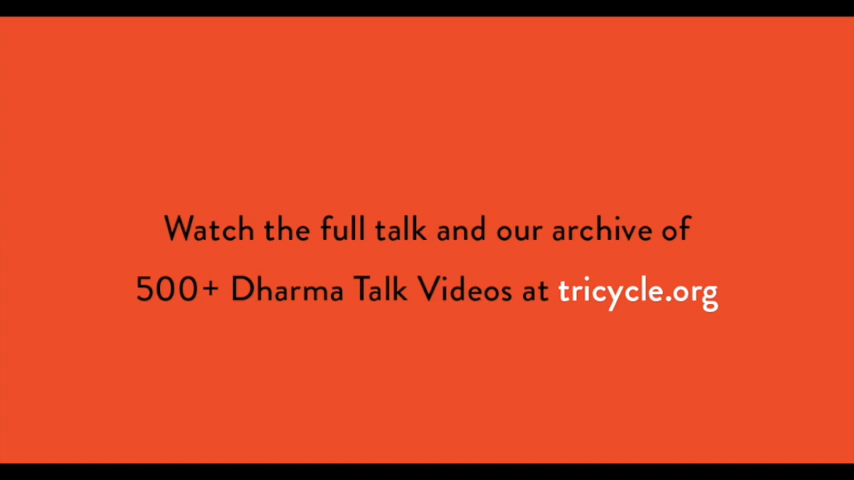 Watch the full talk and our archive of
500+ Dharma Talk Videos at tricycle.org